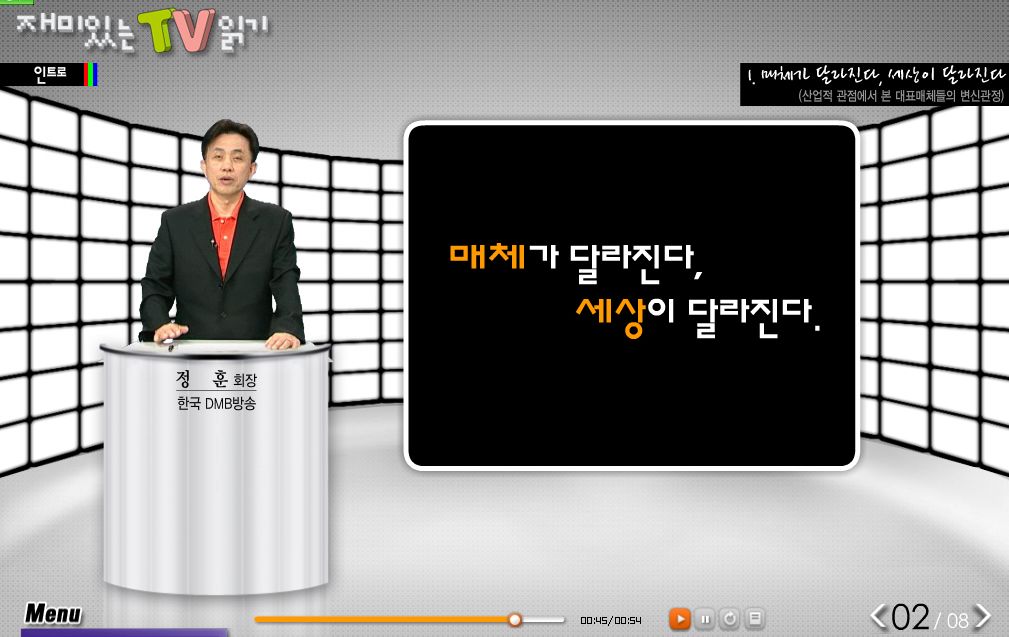 재미있는 TV 읽기
인트로
1. 매체가 달라진다, 세상이 달라진다
(산업적 관점에서 본 대표매체들의 변신관정)
매체가 달라진다,
세상이 달라진다.
정 훈 회장
한국 DMB방송
Menu
00:45/00:54
02 / 08